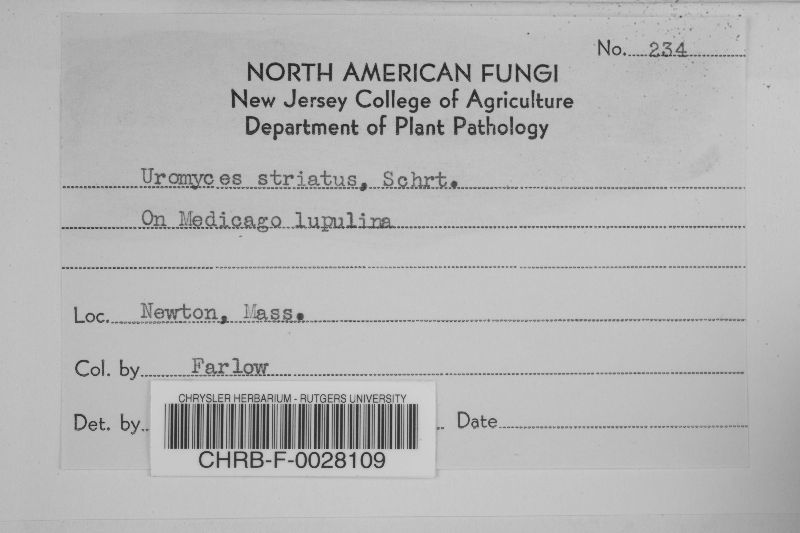 No. 234
NORTH AMERICAN FUNGI
New Jersey College of Agriculture
Department of Plant Pathology
Uromyces striatus, Schrt.
On Medicago lupulina
Loc. Newton, Mass.
Col. by Farlow
Det. by
Date
CHRYSLER HERBARIUM - RUTGERS UNIVERSITY
CHRB-F-0028109